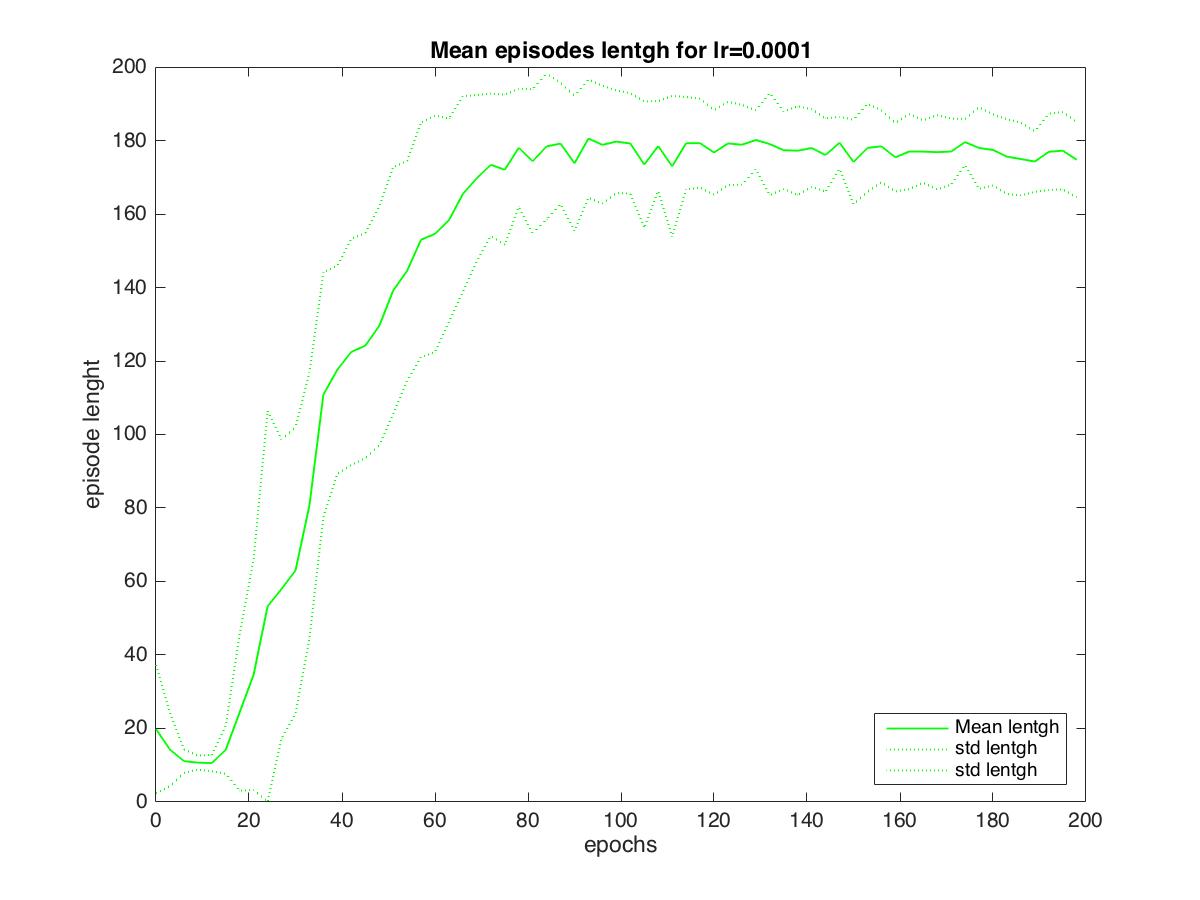 Mean episodes lentgh for lr=0.0001
200
180
160
140
120
100
80
60
40
20
0
episode lenght
Mean lentgh
std lentgh
std lentgh
0 20 40 60 80 100 120 140 160 180 200
epochs